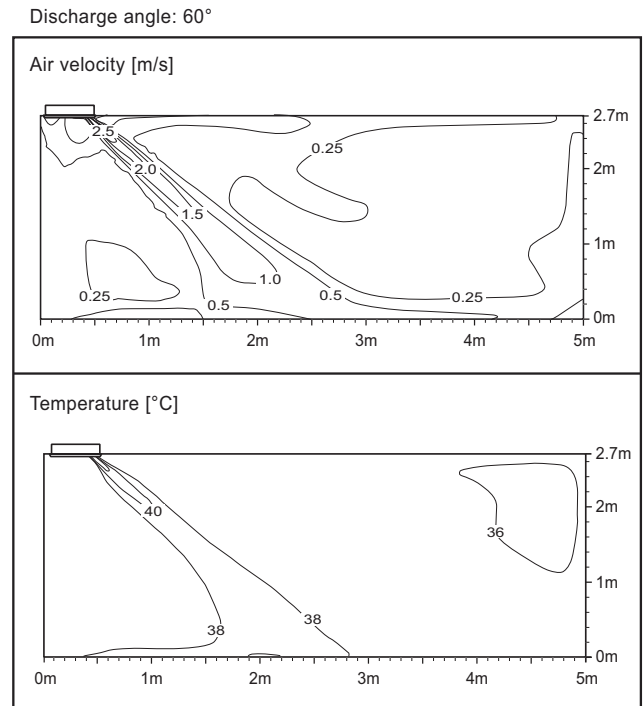 Discharge angle: 60°
Air velocity [m/s]
2.7m
2.5
0.25
2.0
2m
1.5
1m
1.0
0.25
0.5
0.5
0.25
0m
0m
1m
2m
3m
4m
5m
Temperature [°C]
2.7m
40
2m
36
1m
38
38
0m
0m
1m
2m
3m
4m
5m